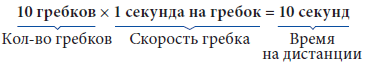 10 гребков × 1 секунда на гребок = 10 секунд
Кол-во гребков Скорость гребка Время
на дистанции